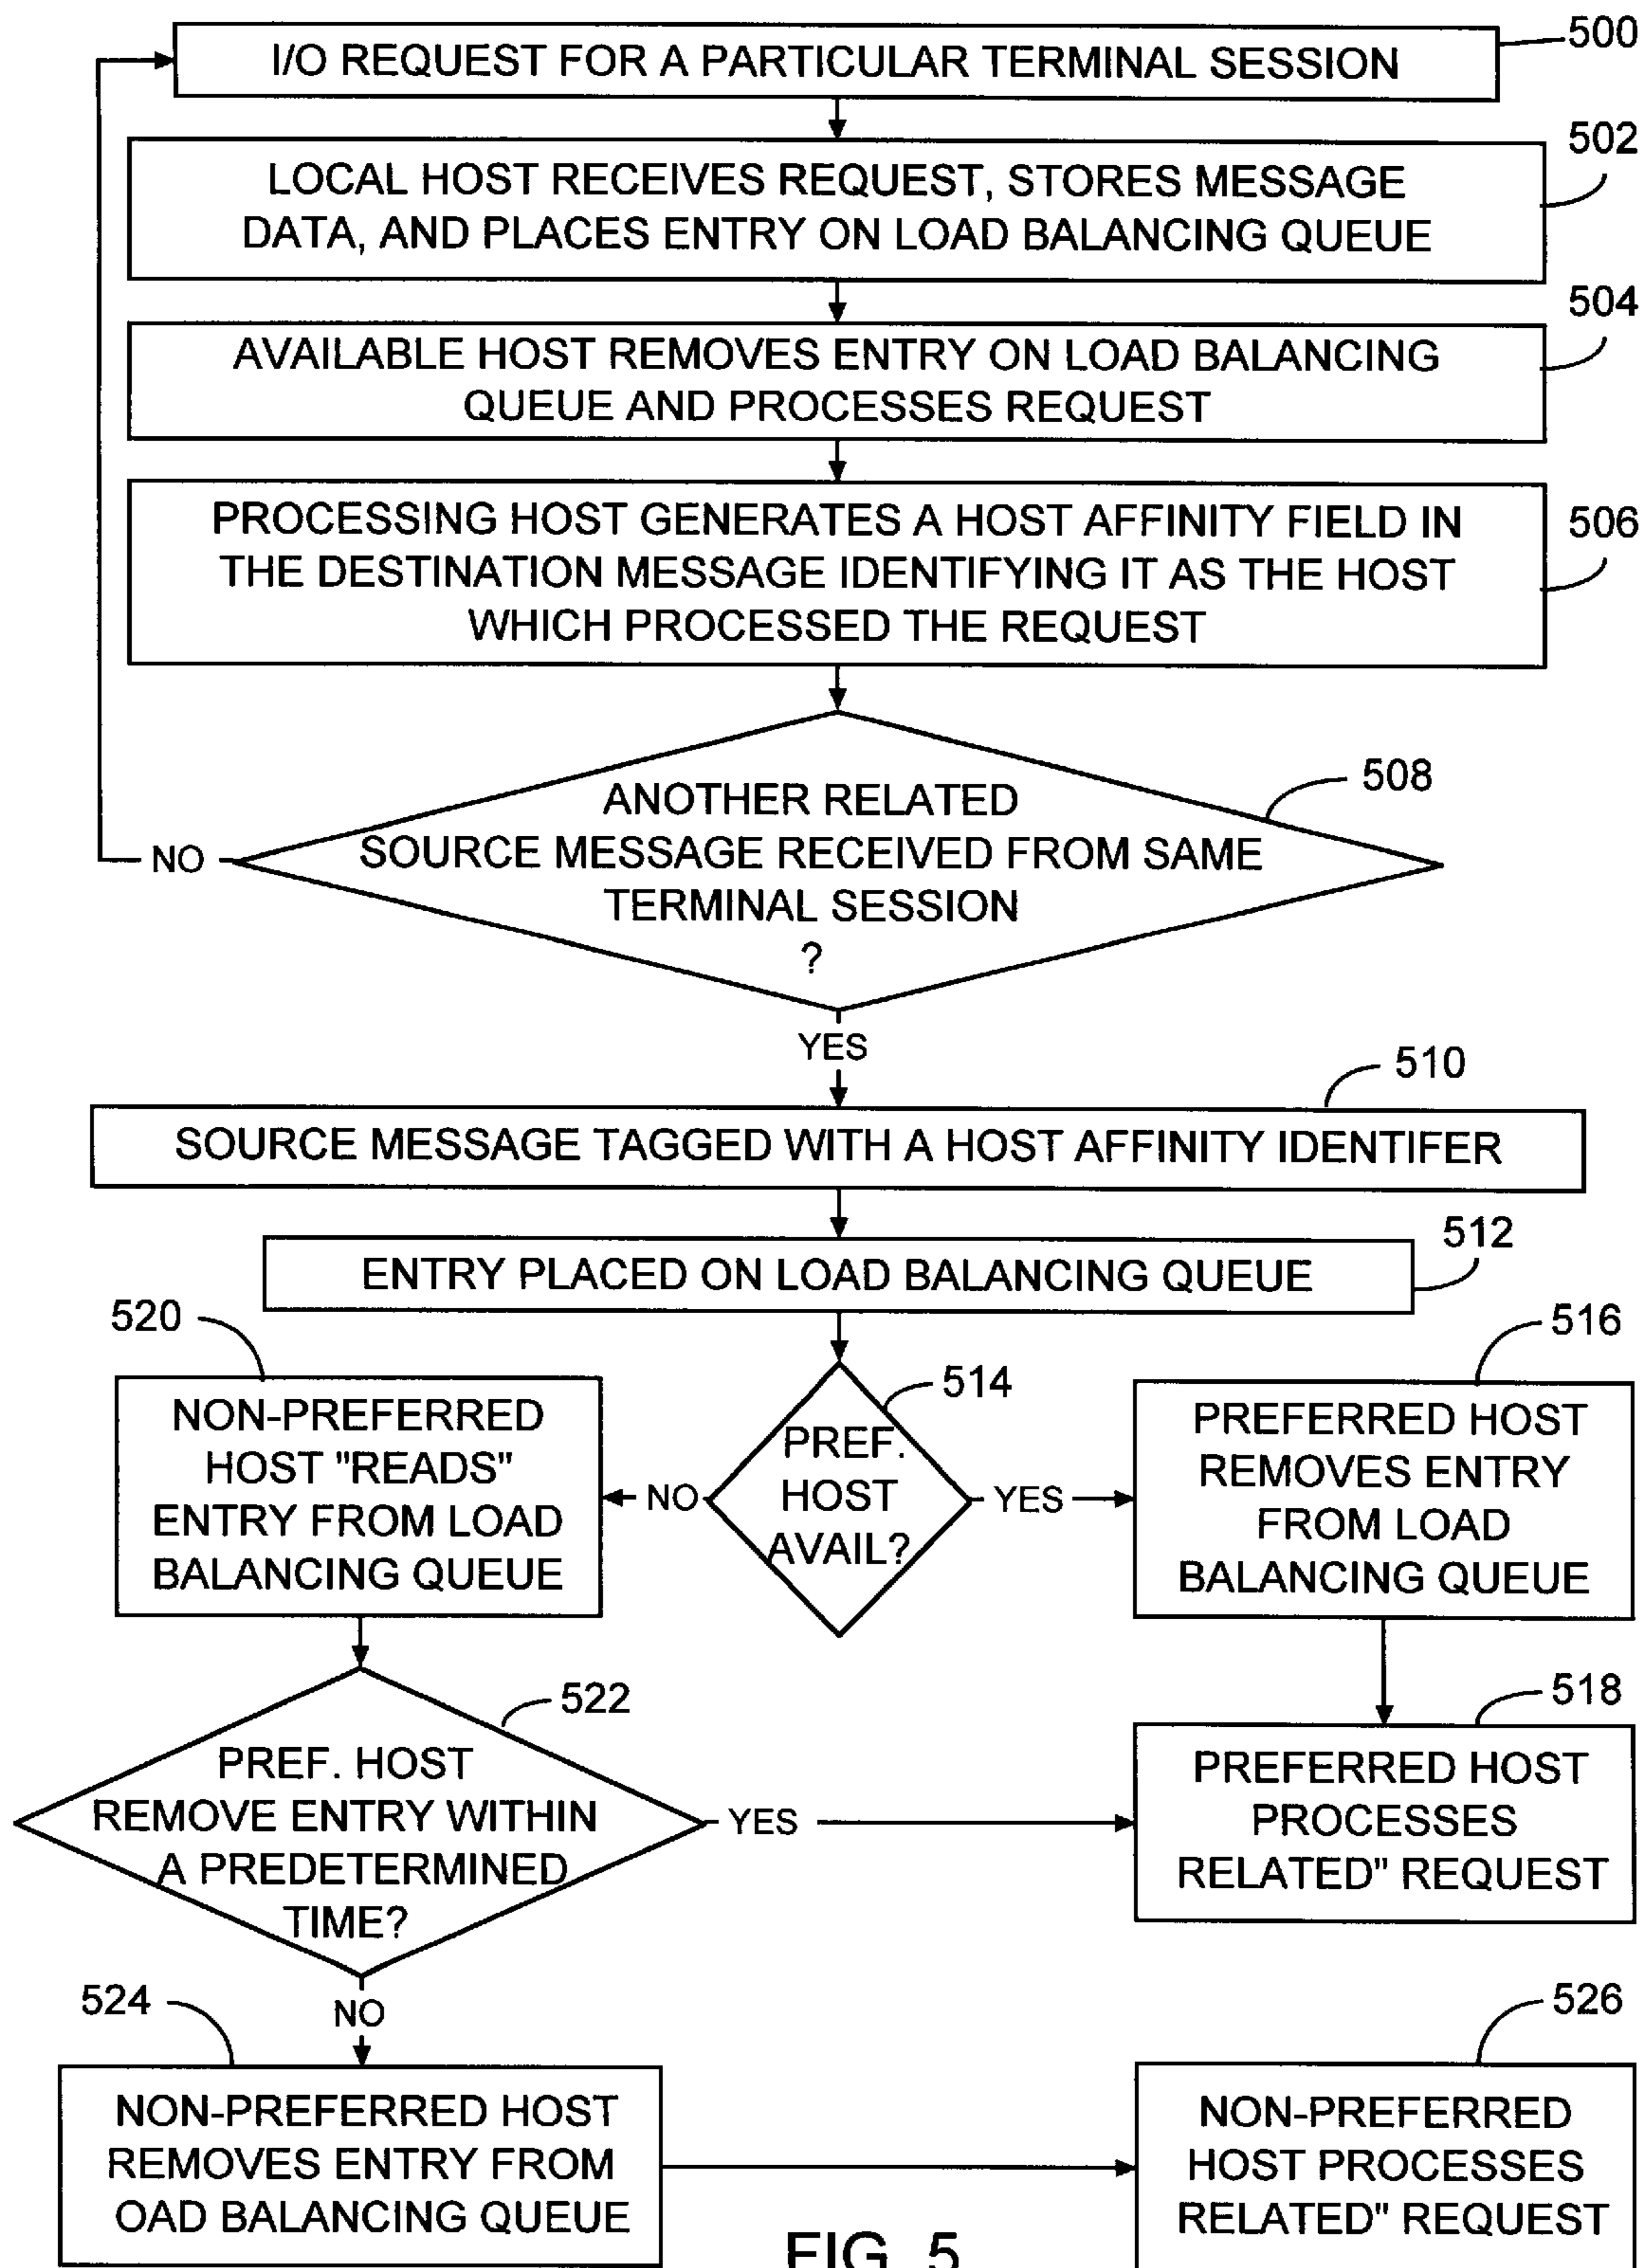 500
I/O REQUEST FOR A PARTICULAR TERMINAL SESSION
502
LOCAL HOST RECEIVES REQUEST, STORES MESSAGE
DATA, AND PLACES ENTRY ON LOAD BALANCING QUEUE
504
AVAILABLE HOST REMOVES ENTRY ON LOAD BALANCING
QUEUE AND PROCESSES REQUEST
506
PROCESSING HOST GENERATES A HOST AFFINITY FIELD IN
THE DESTINATION MESSAGE IDENTIFYING IT AS THE HOST
WHICH PROCESSED THE REQUEST
508
ANOTHER RELATED
SOURCE MESSAGE RECEIVED FROM SAME
TERMINAL SESSION
?
NO
YES
510
SOURCE MESSAGE TAGGED WITH A HOST AFFINITY IDENTIFER
512
ENTRY PLACED ON LOAD BALANCING QUEUE
520
NON-PREFERRED
HOST "READS"
ENTRY FROM LOAD
BALANCING QUEUE
514
PREF.
HOST
AVAIL?
NO
YES
516
PREFERRED HOST
REMOVES ENTRY
FROM LOAD
BALANCING QUEUE
522
PREF. HOST
REMOVE ENTRY WITHIN
A PREDETERMINED
TIME?
YES
518
PREFERRED HOST
PROCESSES
RELATED" REQUEST
NO
524
NON-PREFERRED HOST
REMOVES ENTRY FROM
OAD BALANCING QUEUE
526
NON-PREFERRED
HOST PROCESSES
RELATED" REQUEST
FIG. 5